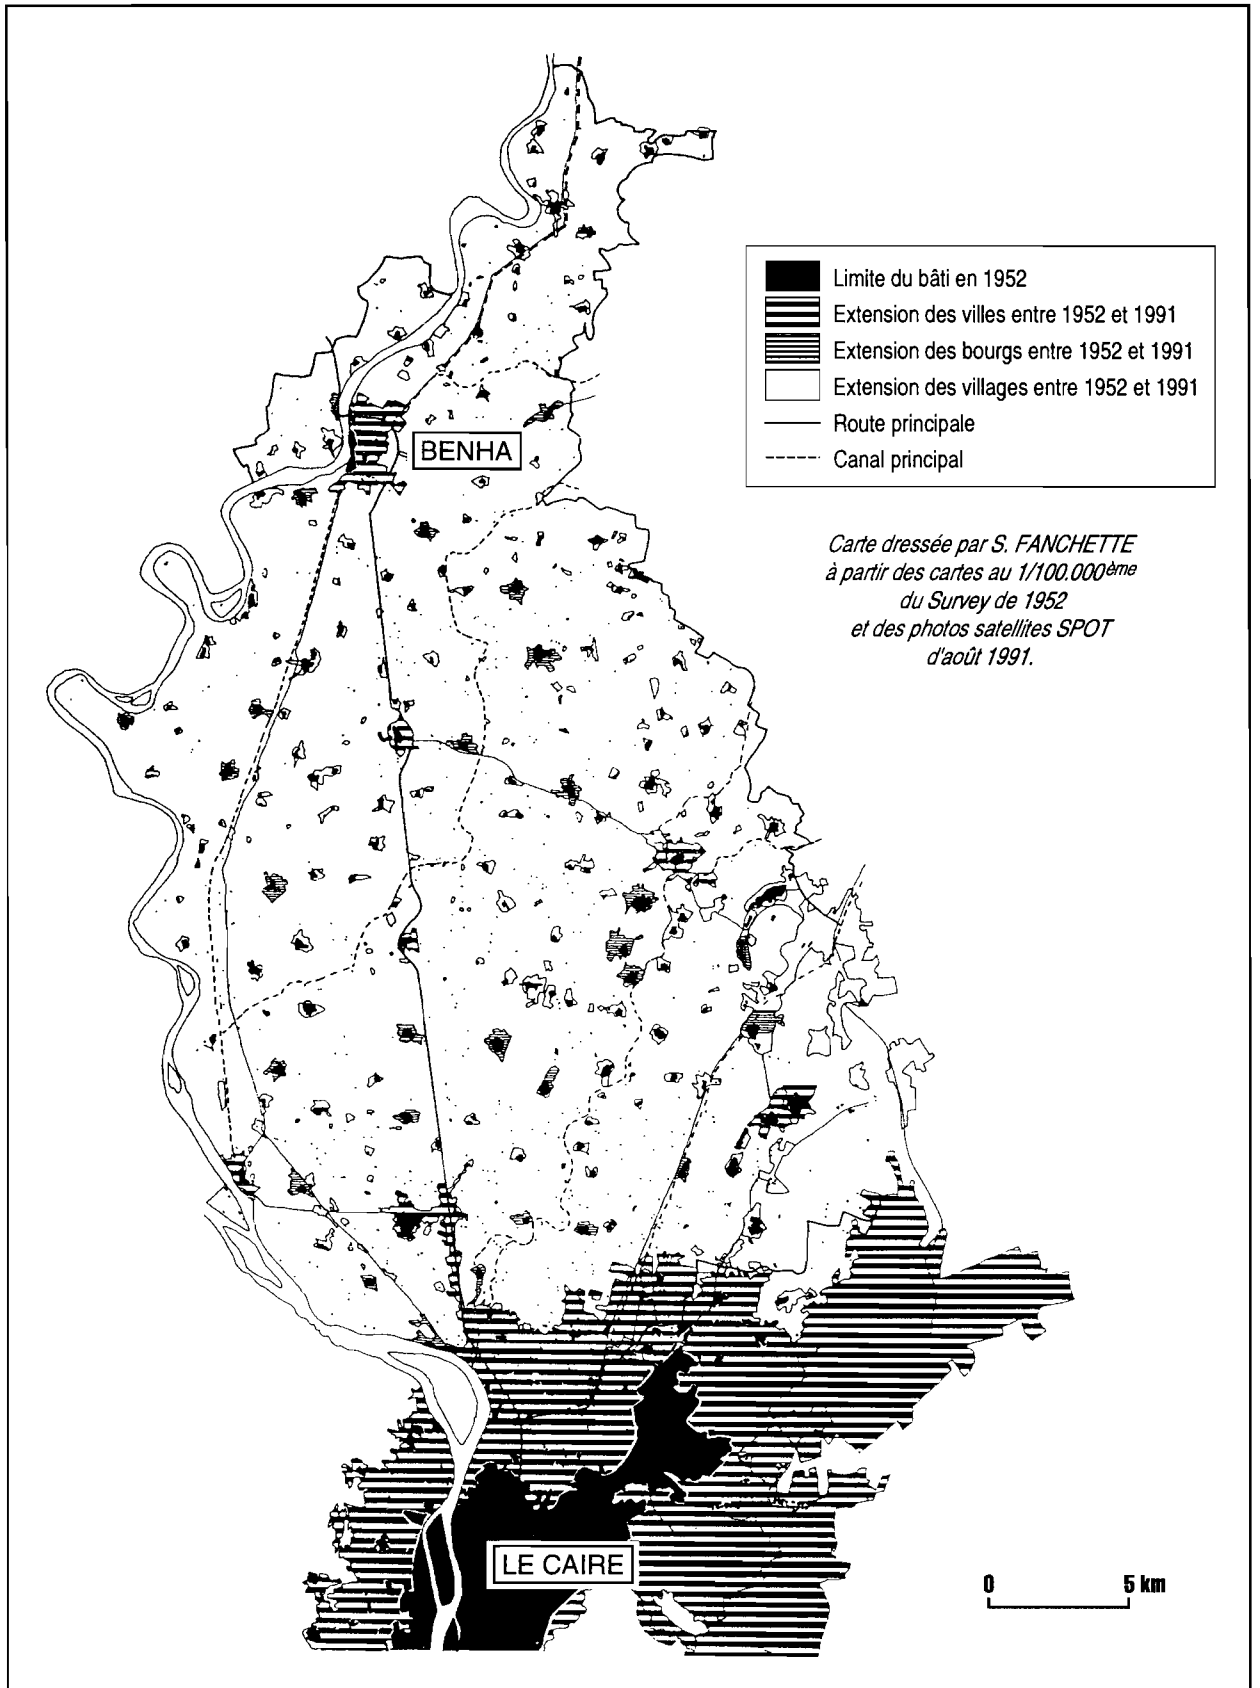 Limite du bâti en 1952
Extension des villes entre 1952 et 1991
Extension des bourgs entre 1952 et 1991
Extension des villages entre 1952 et 1991
Route principale
Canal principal
BENHA
Carte dressée par S. FANCHETTE
à partir des cartes au 1/100.000ème
du Survey de 1952
et des photos satellites SPOT
d'août 1991.
LE CAIRE
0 5 km